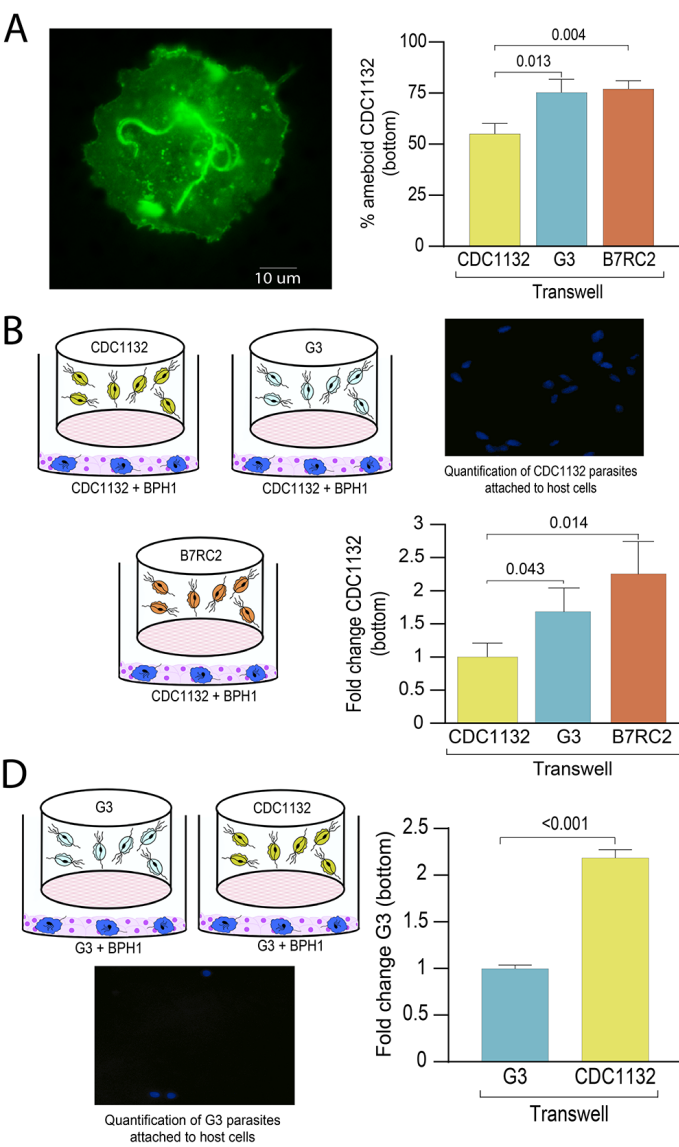 A
10 um
100
75
50
25
0
% ameboid CDC1132
(bottom)
0.004
0.013
CDC1132 G3 B7RC2
Transwell
B
CDC1132
CDC1132 + BPH1
G3
CDC1132 + BPH1
Quantification of CDC1132 parasites
attached to host cells
B7RC2
CDC1132 + BPH1
3
2.5
2
1.5
1
0.5
0
Fold change CDC1132
(bottom)
0.014
0.043
CDC1132 G3 B7RC2
Transwell
D
G3
G3 + BPH1
CDC1132
G3 + BPH1
Quantification of G3 parasites
attached to host cells
2.5
2
1.5
1
0.5
0
Fold change G3 (bottom)
<0.001
G3 CDC1132
Transwell